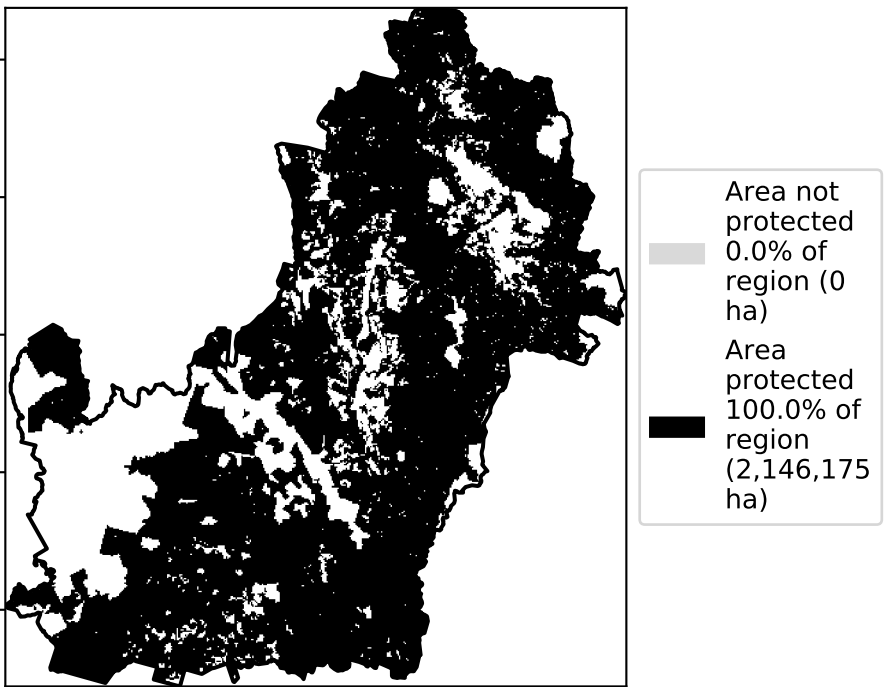 Area not
protected
0.0% of
region (0
ha)
Area
protected
100.0% of
region
(2,146,175
ha)